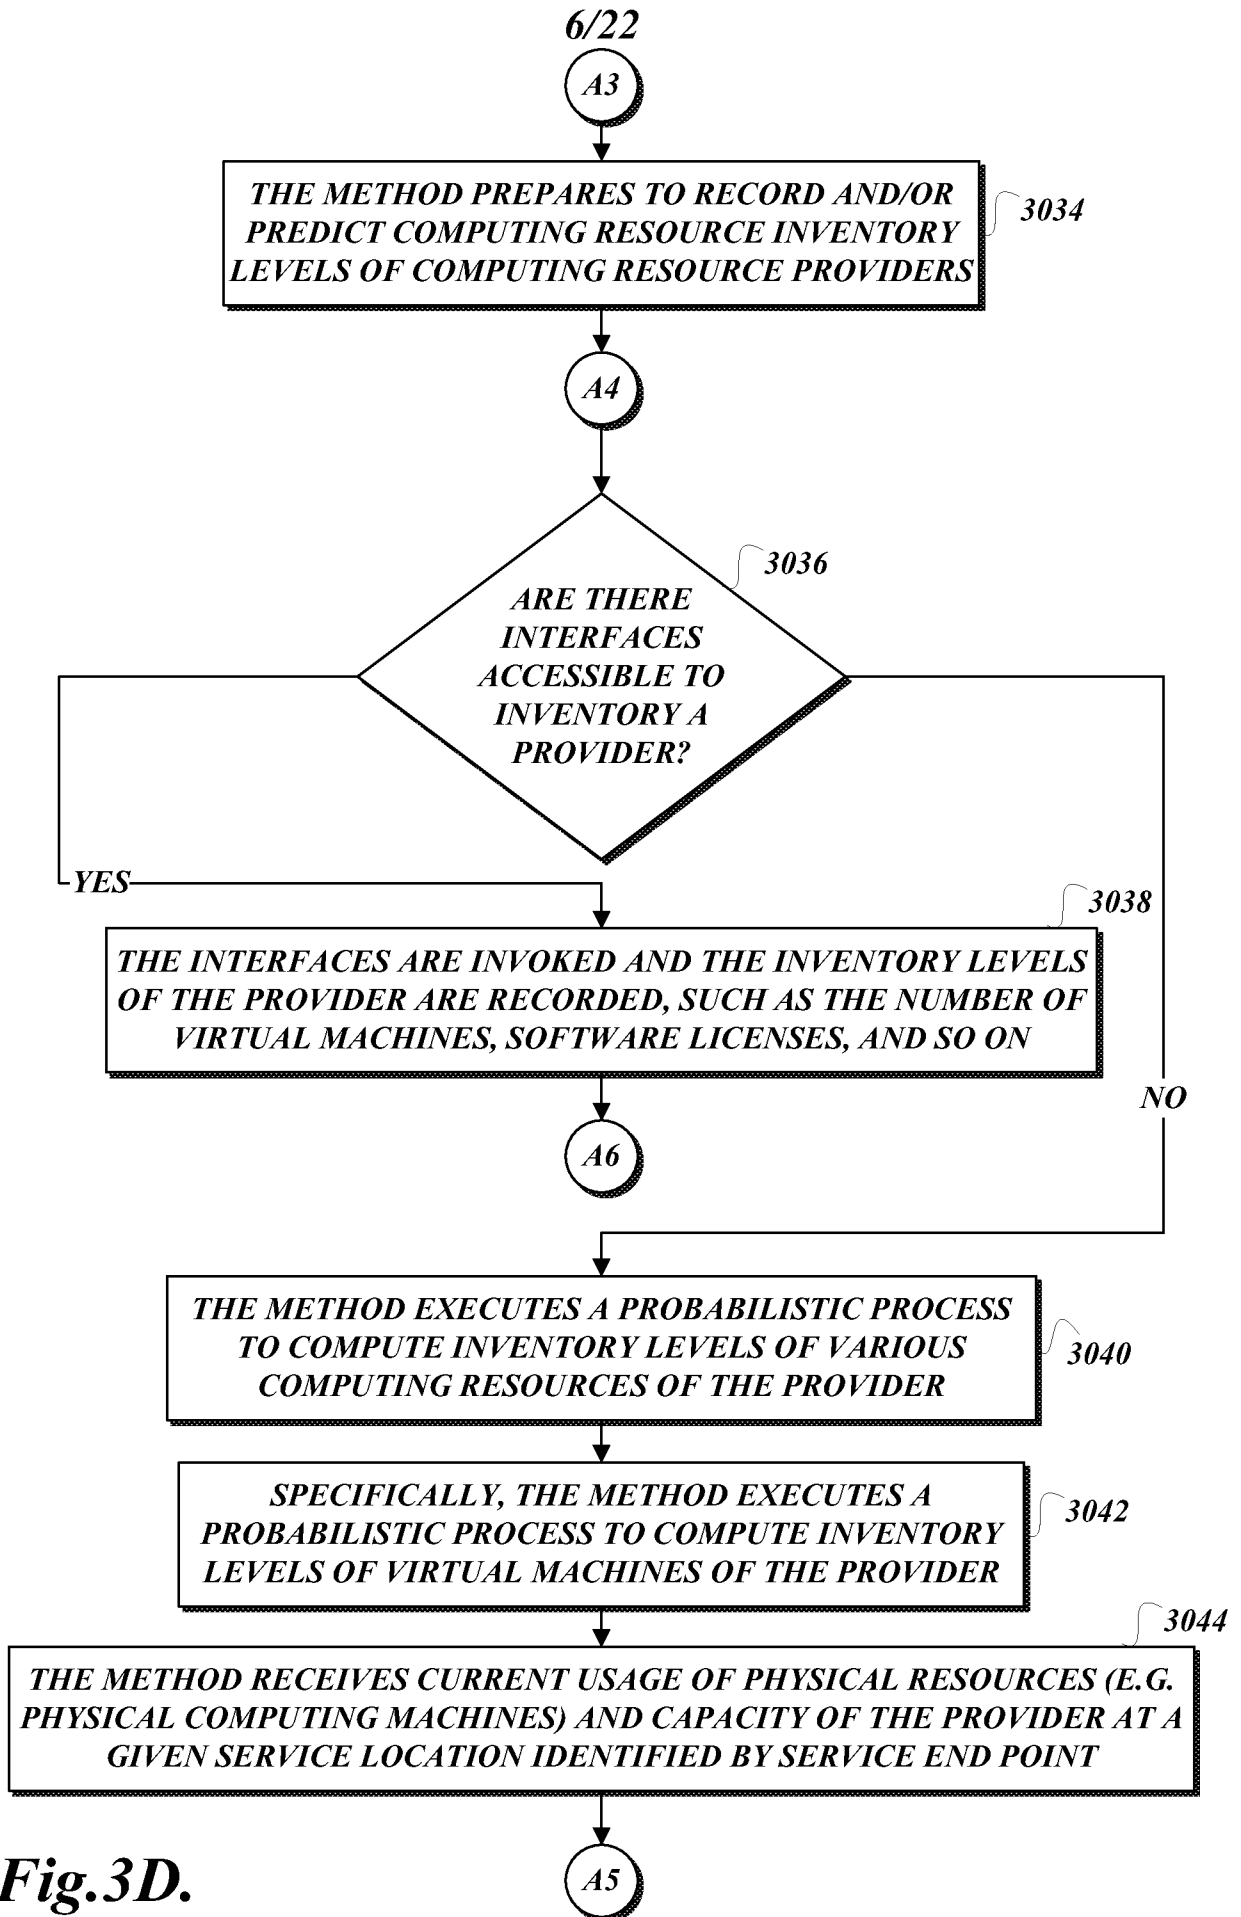 6/22
A3
THE METHOD PREPARES TO RECORD AND/OR
PREDICT COMPUTING RESOURCE INVENTORY
LEVELS OF COMPUTING RESOURCE PROVIDERS
3034
A4
3036
ARE THERE
INTERFACES
ACCESSIBLE TO
INVENTORY A
PROVIDER?
YES
3038
THE INTERFACES ARE INVOKED AND THE INVENTORY LEVELS
OF THE PROVIDER ARE RECORDED, SUCH AS THE NUMBER OF
VIRTUAL MACHINES, SOFTWARE LICENSES, AND SO ON
NO
A6
THE METHOD EXECUTES A PROBABILISTIC PROCESS
TO COMPUTE INVENTORY LEVELS OF VARIOUS
COMPUTING RESOURCES OF THE PROVIDER
3040
SPECIFICALLY, THE METHOD EXECUTES A
PROBABILISTIC PROCESS TO COMPUTE INVENTORY
LEVELS OF VIRTUAL MACHINES OF THE PROVIDER
3042
3044
THE METHOD RECEIVES CURRENT USAGE OF PHYSICAL RESOURCES (E.G.
PHYSICAL COMPUTING MACHINES) AND CAPACITY OF THE PROVIDER AT A
GIVEN SERVICE LOCATION IDENTIFIED BY SERVICE END POINT
A5
Fig.3D.